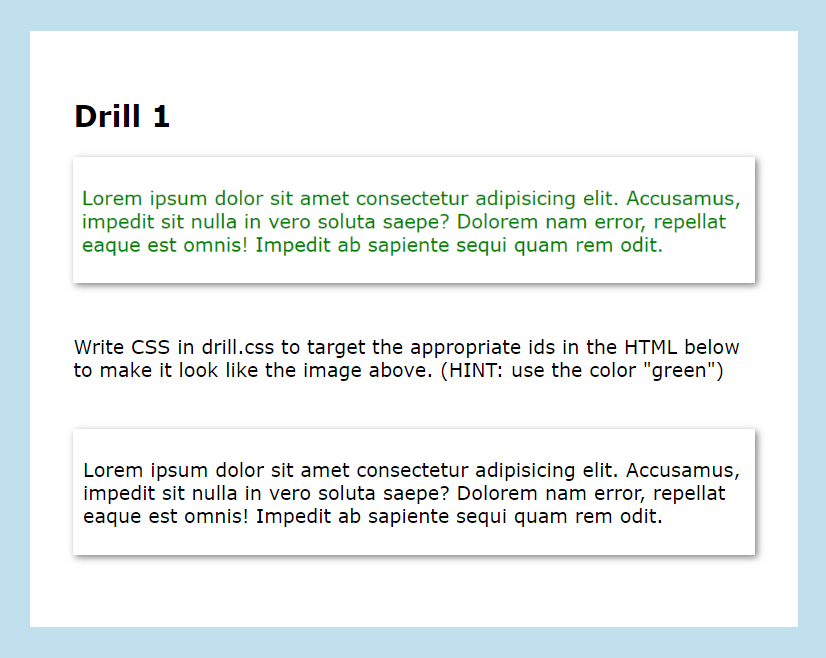 Drill 1
Lorem ipsum dolor sit amet consectetur adipisicing elit. Accusamus,
impedit sit nulla in vero soluta saepe? Dolorem nam error, repellat
eaque est omnis! Impedit ab sapiente sequi quam rem odit.
Write CSS in drill.css to target the appropriate ids in the HTML below
to make it look like the image above. (HINT: use the color "green")
Lorem ipsum dolor sit amet consectetur adipisicing elit. Accusamus,
impedit sit nulla in vero soluta saepe? Dolorem nam error, repellat
eaque est omnis! Impedit ab sapiente sequi quam rem odit.